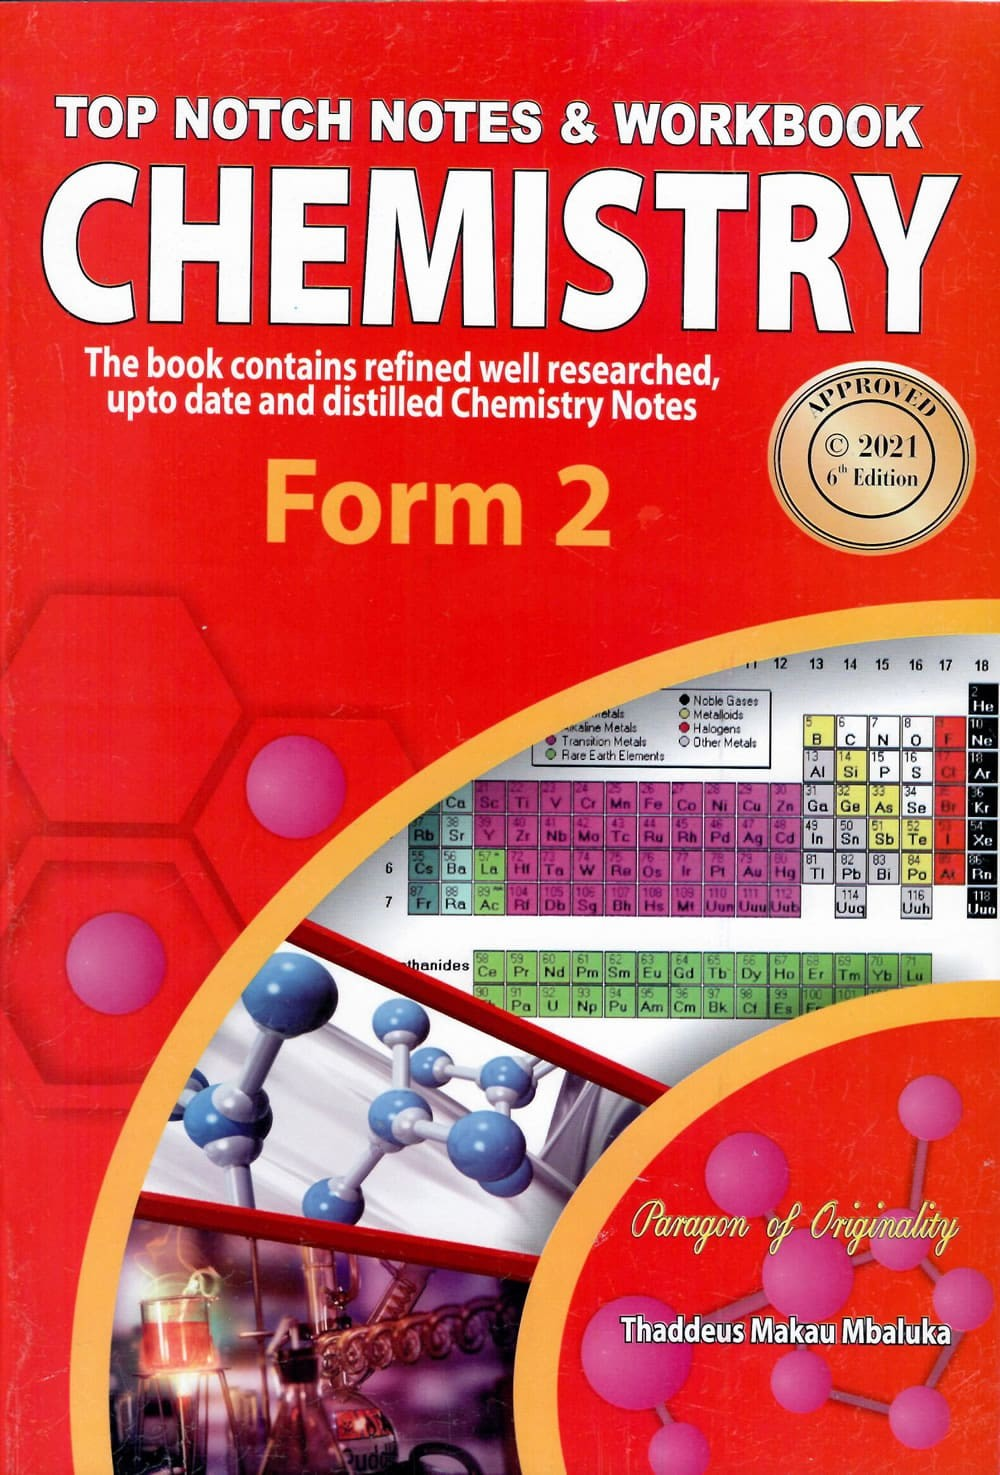 TOP NOTCH NOTES & WORKBOOK
CHEMISTRY
The book contains refined well researched,
upto date and distilled Chemistry Notes
APPROVED
© 2021
6th Edition
Form 2
11 12 13 14 15 16 17 18
Noble Gases
Metalloids
Metals
Alkaline Metals
Halogens
Transition Metals
Other Metals
Rare Earth Elements
2
He
5 6 7 8 10
B C N O F Ne
13 14 15 16 17 18
Al Si P S Cl Ar
21 22 23 24 25 26 27 28 29 30 31 32 33 34 35 36
Ca Sc Ti V Cr Mn Fe Co Ni Cu Zn Ga Ge As Se Br Kr
37 38 39 40 41 42 43 44 45 46 47 48 49 50 51 52 53 54
Rb Sr Y Zr Nb Mo Tc Ru Rh Pd Ag Cd In Sn Sb Te I Xe
6 55 56 57* 72 73 74 75 76 77 78 79 80 81 82 83 84 85 86
Cs Ba La Hf Ta W Re Os Ir Pt Au Hg Tl Pb Bi Po At Rn
7 87 88 89** 104 105 106 107 108 109 110 111 112 114 116 118
Fr Ra Ac Rf Db Sg Bh Hs Mt Uun Uuu Uub Uuq Uuh Uuo
thanides
58 59 60 61 62 63 64 65 66 67 68 69 70 71
Ce Pr Nd Pm Sm Eu Gd Tb Dy Ho Er Tm Yb Lu
90 91 92 93 94 95 96 97 98 99 100 101
Pa U Np Pu Am Cm Bk Cf Es
Paragon of Originality
Thaddeus Makau Mbaluka